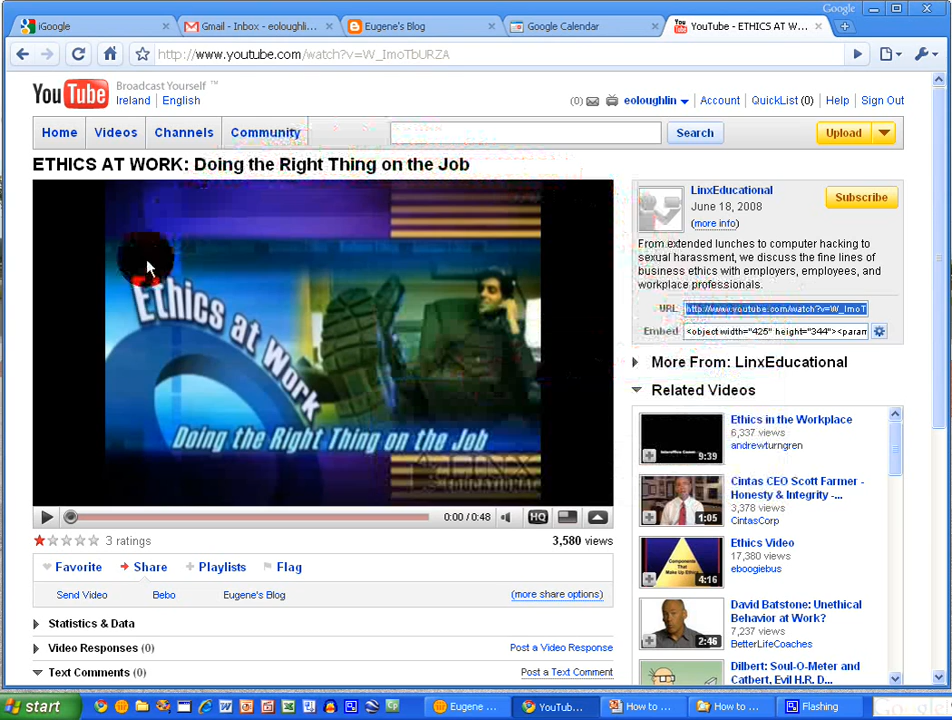 Google
iGoogle
Gmail - Inbox - eoloughli...
Eugene's Blog
Google Calendar
YouTube - ETHICS AT W...
http://www.youtube.com/watch?v=W_ImoTbURZA
YouTube
Broadcast Yourself ™
Ireland
English
(0)
eoloughlin
Account
QuickList (0)
Help
Sign Out
Home
Videos
Channels
Community
Search
Upload
ETHICS AT WORK: Doing the Right Thing on the Job
Ethics at Work
Doing the Right Thing on the Job
LINX
EDUCATIONAL
0:00 / 0:48
HQ
3 ratings
3,580 views
Favorite
Share
Playlists
Flag
Send Video
Bebo
Eugene's Blog
(more share options)
Statistics & Data
Video Responses (0)
Post a Video Response
Text Comments (0)
Post a Text Comment
LinxEducational
June 18, 2008
(more info)
Subscribe
From extended lunches to computer hacking to
sexual harassment, we discuss the fine lines of
business ethics with employers, employees, and
workplace professionals.
URL
http://www.youtube.com/watch?v=W_ImoT
Embed
<object width="425" height="344"><param
More From: LinxEducational
Related Videos
9:39
Ethics in the Workplace
6,337 views
andrewturngren
1:05
Cintas CEO Scott Farmer -
Honesty & Integrity -...
3,378 views
CintasCorp
Components
That
Make Up Ethics
4:16
Ethics Video
17,380 views
eboogiebus
2:46
David Batstone: Unethical
Behavior at Work?
7,237 views
BetterLifeCoaches
Dilbert: Soul-O-Meter and
Catbert, Evil H.R. D...
start
Eugene ...
YouTub...
How to ...
How to ...
Flashing